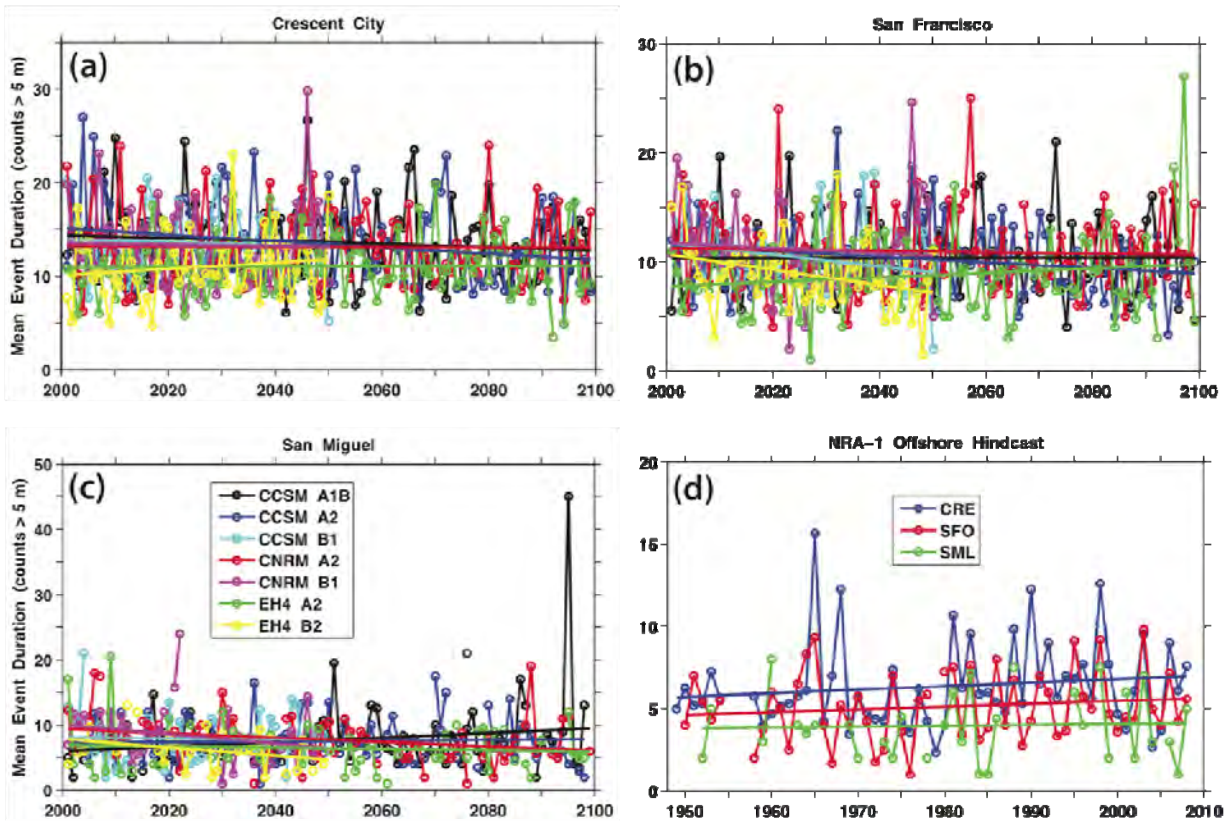 Crescent City
(a)
Mean Event Duration (counts > 5 m)
30
20
10
0
2000 2020 2040 2060 2080 2100
San Francisco
(b)
30
20
10
0
2000 2020 2040 2060 2080 2100
San Miguel
(c)
Mean Event Duration (counts > 5 m)
50
40
30
20
10
0
2000 2020 2040 2060 2080 2100
CCSM A1B
CCSM A2
CCSM B1
CNRM A2
CNRM B1
EH4 A2
EH4 B2
NRA-1 Offshore Hindcast
(d)
20
15
10
5
0
1950 1960 1970 1980 1990 2000 2010
CRE
SFO
SML